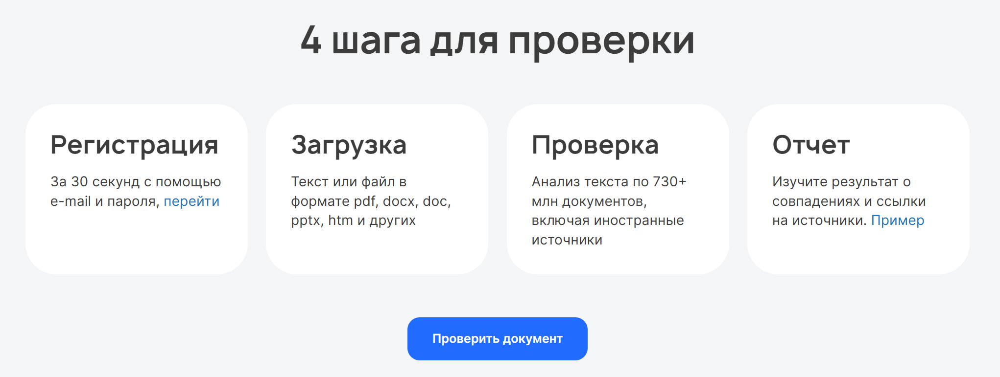 4 шага для проверки
Регистрация
За 30 секунд с помощью
e-mail и пароля, перейти
Загрузка
Текст или файл в
формате pdf, docx, doc,
pptx, htm и других
Проверка
Анализ текста по 730+
млн документов,
включая иностранные
источники
Отчет
Изучите результат о
совпадениях и ссылки
на источники. Пример
Проверить документ